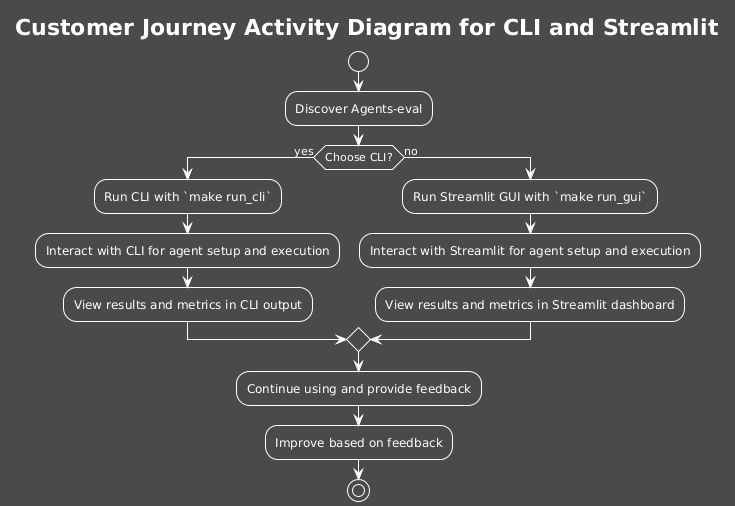 Customer Journey Activity Diagram for CLI and Streamlit
Discover Agents-eval
yes
Choose CLI?
no
Run CLI with `make run_cli`
Run Streamlit GUI with `make run_gui`
Interact with CLI for agent setup and execution
Interact with Streamlit for agent setup and execution
View results and metrics in CLI output
View results and metrics in Streamlit dashboard
Continue using and provide feedback
Improve based on feedback